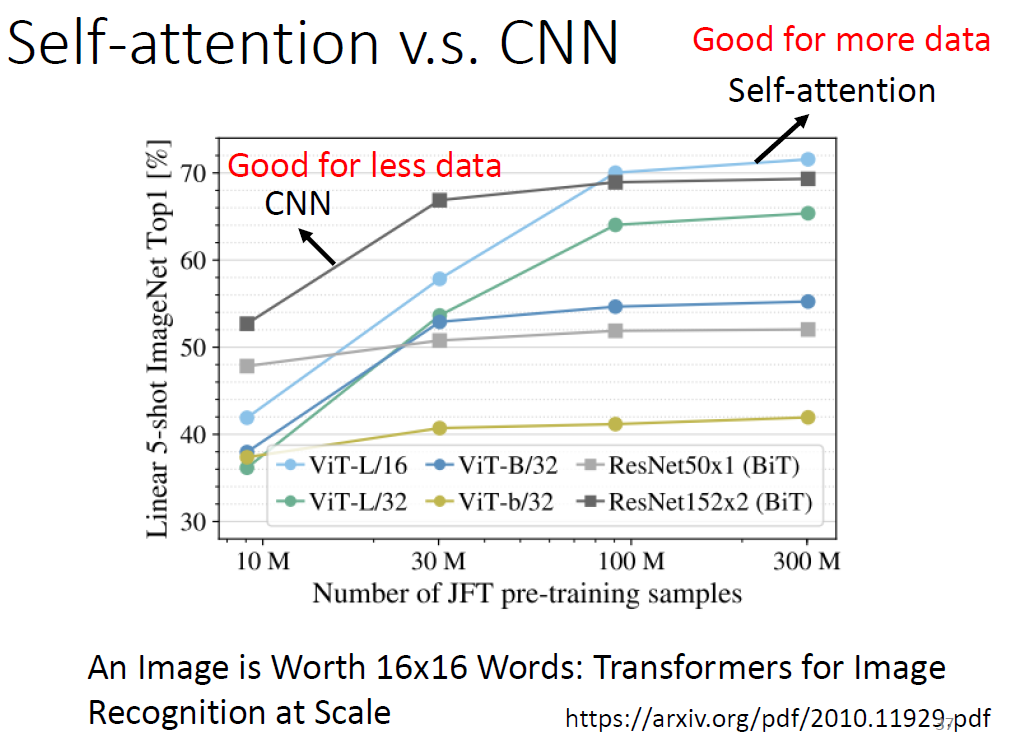 Self-attention v.s. CNN
Good for more data
Self-attention
Good for less data
CNN
Linear 5-shot ImageNet Top1 [%]
70
60
50
40
30
ViT-L/16 ViT-B/32 ResNet50x1 (BiT)
ViT-L/32 ViT-b/32 ResNet152x2 (BiT)
10 M 30 M 100 M 300 M
Number of JFT pre-training samples
An Image is Worth 16x16 Words: Transformers for Image
Recognition at Scale
https://arxiv.org/pdf/2010.11929.pdf
37